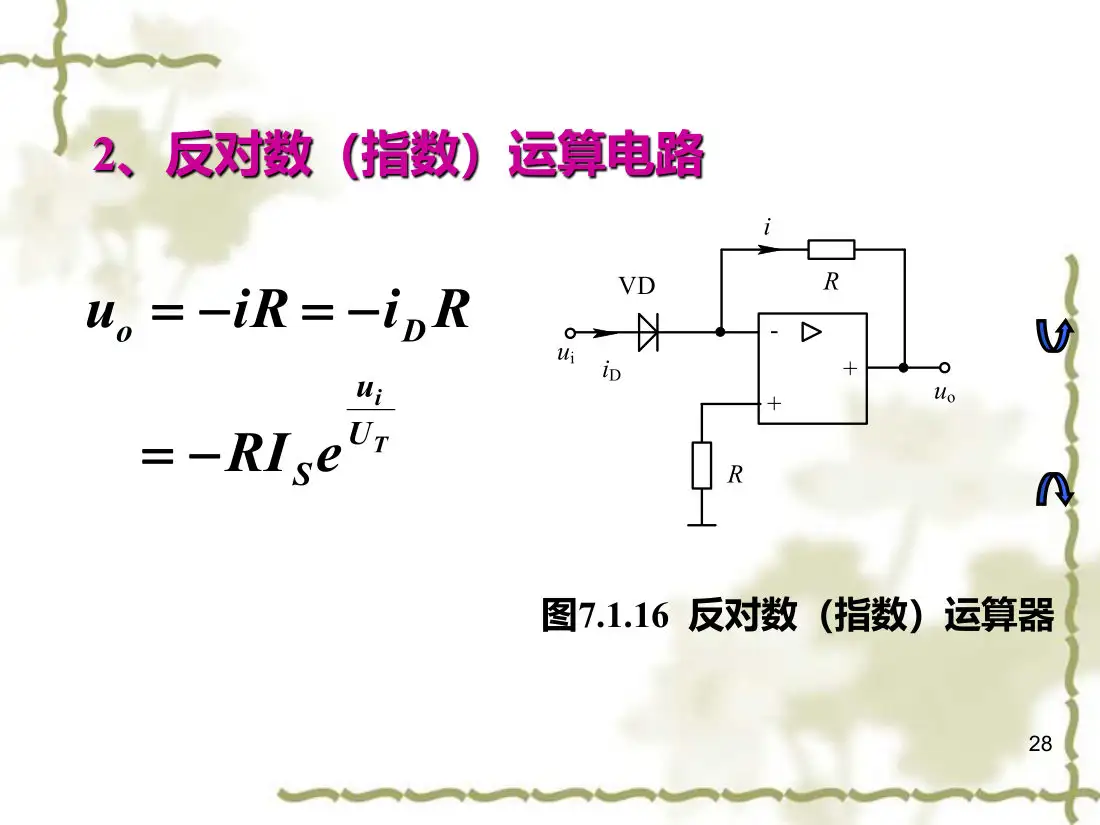 2、反对数（指数）运算电路
u_o = −iR = −i_D R
= −RI_S e^{u_i/U_T}
i
R
VD
u_i
i_D
-
+
+
u_o
R
图7.1.16 反对数（指数）运算器
28